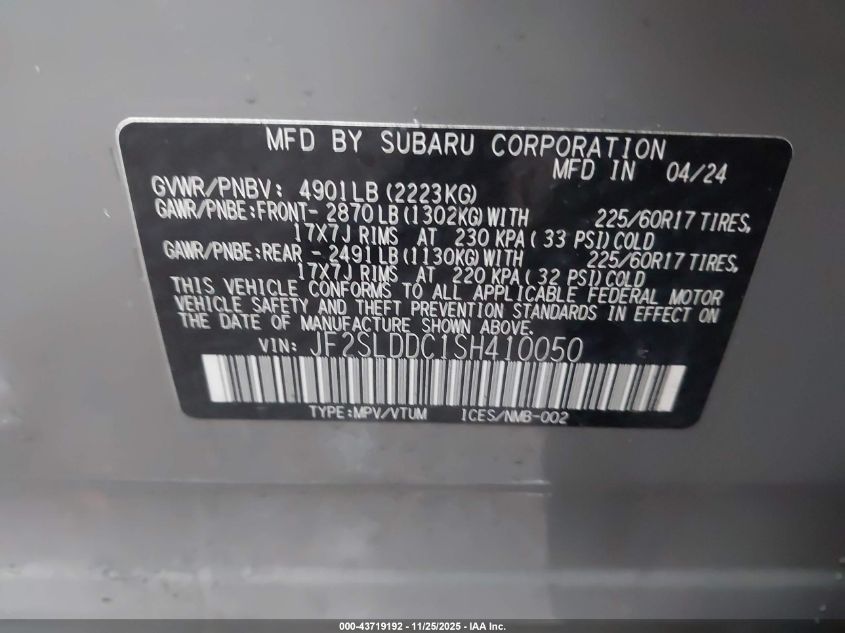 MFD BY SUBARU CORPORATION
MFD IN 04/24
GVWR/PNBV: 4901LB (2223KG)
GAWR/PNBE:FRONT- 2870LB(1302KG)WITH 225/60R17 TIRES,
17X7J RIMS AT 230 KPA( 33 PSI)COLD
GAWR/PNBE:REAR - 2491LB(1130KG)WITH 225/60R17 TIRES,
17X7J RIMS AT 220 KPA( 32 PSI)COLD
THIS VEHICLE CONFORMS TO ALL APPLICABLE FEDERAL MOTOR
VEHICLE SAFETY AND THEFT PREVENTION STANDARDS IN EFFECT ON
THE DATE OF MANUFACTURE SHOWN ABOVE.
VIN: JF2SLDDC1SH410050
TYPE:MPV/VTUM ICES/NMB-002
000-43719192 - 11/25/2025 - IAA Inc.